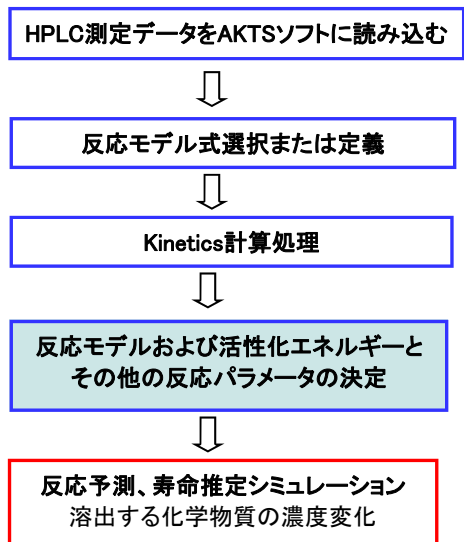 HPLC測定データをAKTSソフトに読み込む
反応モデル式選択または定義
Kinetics計算処理
反応モデルおよび活性化エネルギーと
その他の反応パラメータの決定
反応予測、寿命推定シミュレーション
溶出する化学物質の濃度変化